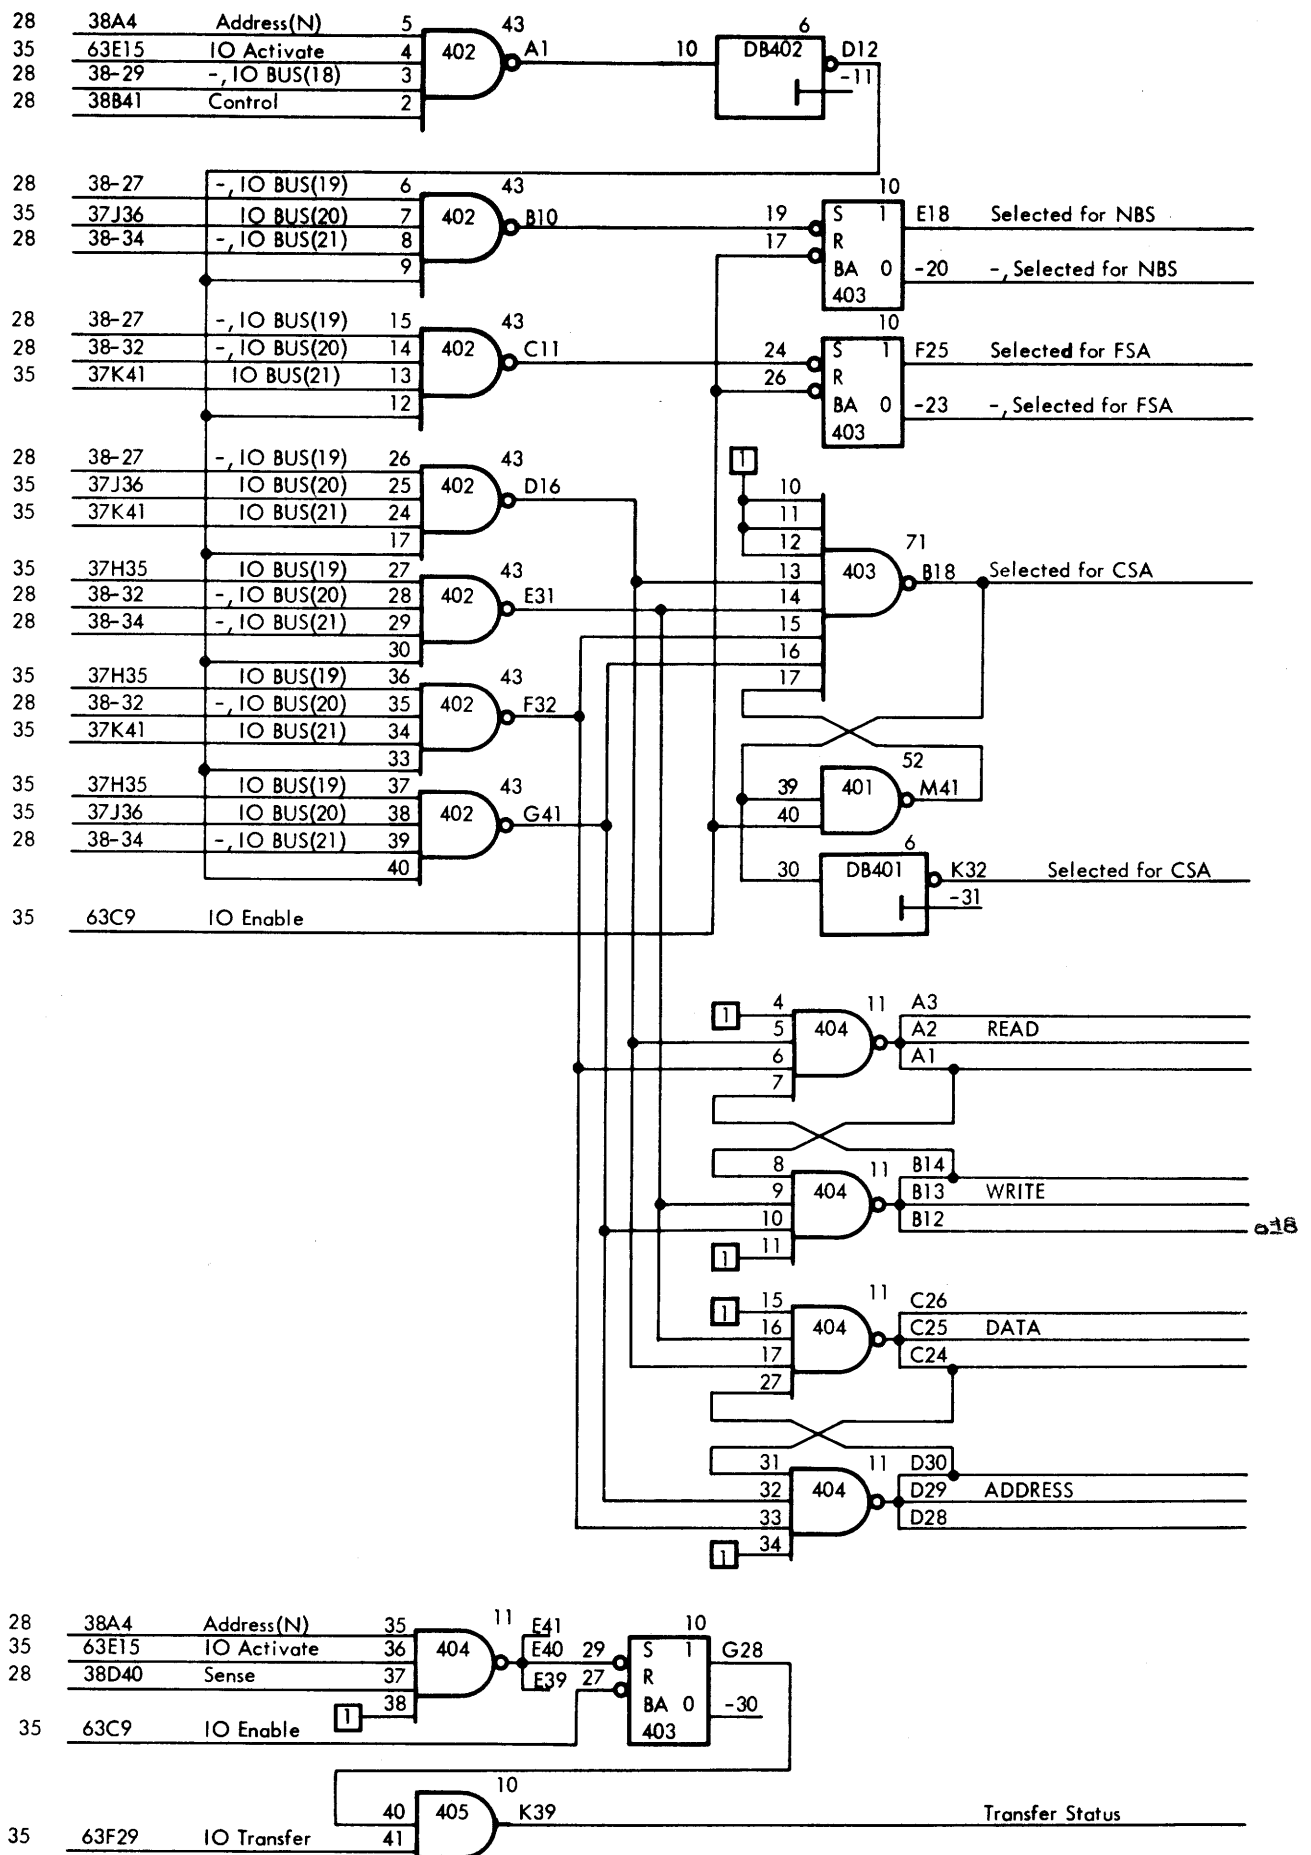 28 38A4 Address(N) 5 43
35 63E15 IO Activate 4 402 A1 10 DB402 6 D12
28 38-29 -, IO BUS(18) 3 -11
28 38B41 Control 2
28 38-27 -, IO BUS(19) 6 43 10
35 37J36 IO BUS(20) 7 402 B10 19 S 1 E18 Selected for NBS
28 38-34 -, IO BUS(21) 8 17 R
9 BA 0 -20 -, Selected for NBS
403
28 38-27 -, IO BUS(19) 15 43 10
28 38-32 -, IO BUS(20) 14 402 C11 24 S 1 F25 Selected for FSA
35 37K41 IO BUS(21) 13 26 R
12 BA 0 -23 -, Selected for FSA
403
28 38-27 -, IO BUS(19) 26 43 1
35 37J36 IO BUS(20) 25 402 D16 10
35 37K41 IO BUS(21) 24 11
17 12 71
35 37H35 IO BUS(19) 27 43 13 403 B18 Selected for CSA
28 38-32 -, IO BUS(20) 28 402 E31 14
28 38-34 -, IO BUS(21) 29 15
30 16
35 37H35 IO BUS(19) 36 43 17
28 38-32 -, IO BUS(20) 35 402 F32
35 37K41 IO BUS(21) 34
33 52
35 37H35 IO BUS(19) 37 43 39 401 M41
35 37J36 IO BUS(20) 38 402 G41 40
28 38-34 -, IO BUS(21) 39 6
40 30 DB401 K32 Selected for CSA
-31
35 63C9 IO Enable
1 4 11 A3
5 404 A2 READ
6 A1
7
8 11 B14
9 404 B13 WRITE
10 B12
1 11
1 15 11 C26
16 404 C25 DATA
17 C24
27
31 11 D30
32 404 D29 ADDRESS
33 D28
1 34
28 38A4 Address(N) 35 11 E41 10
35 63E15 IO Activate 36 404 E40 29 S 1 G28
28 38D40 Sense 37 E39 27 R
1 38 BA 0 -30
35 63C9 IO Enable 403
10
40 405 K39 Transfer Status
35 63F29 IO Transfer 41